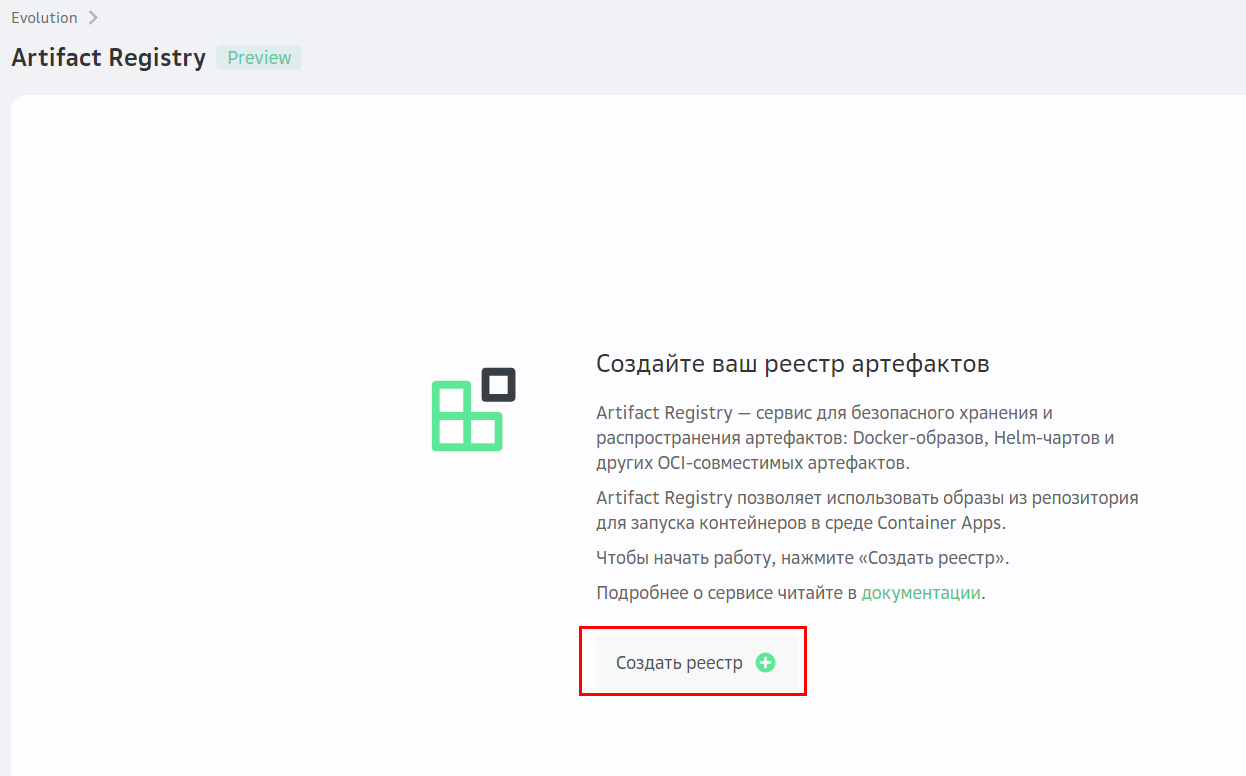 Evolution
Artifact Registry Preview
Создайте ваш реестр артефактов
Artifact Registry — сервис для безопасного хранения и
распространения артефактов: Docker-образов, Helm-чартов и
других OCI-совместимых артефактов.
Artifact Registry позволяет использовать образы из репозитория
для запуска контейнеров в среде Container Apps.
Чтобы начать работу, нажмите «Создать реестр».
Подробнее о сервисе читайте в документации.
Создать реестр